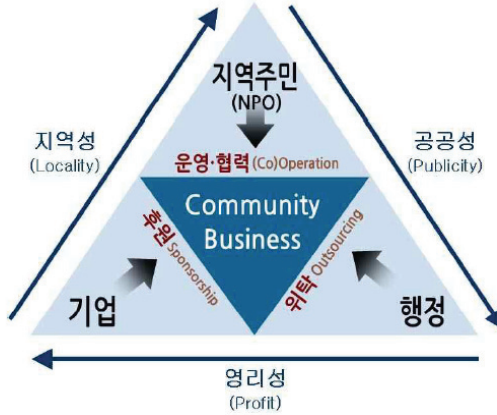 지역주민
(NPO)
지역성
(Locality)
공공성
(Publicity)
운영·협력 (Co)Operation
Community
Business
후원 Sponsorship
위탁 Outsourcing
기업
행정
영리성
(Profit)